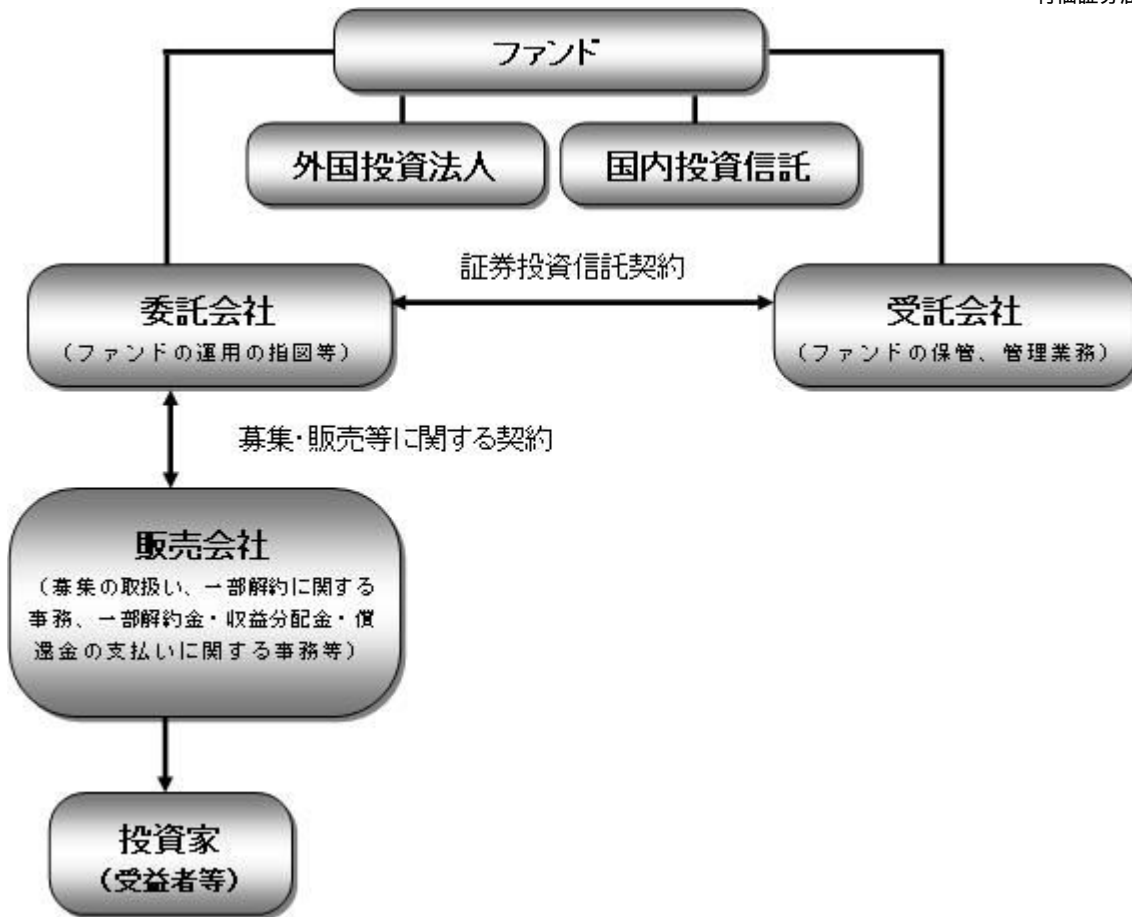 ファンド
外国投資法人
国内投資信託
証券投資信託契約
委託会社
（ファンドの運用の指図等）
受託会社
（ファンドの保管、管理業務）
募集・販売等に関する契約
販売会社
（募集の取扱い、一部解約に関する
事務、一部解約金・収益分配金・償
還金の支払いに関する事務等）
投資家
（受益者等）